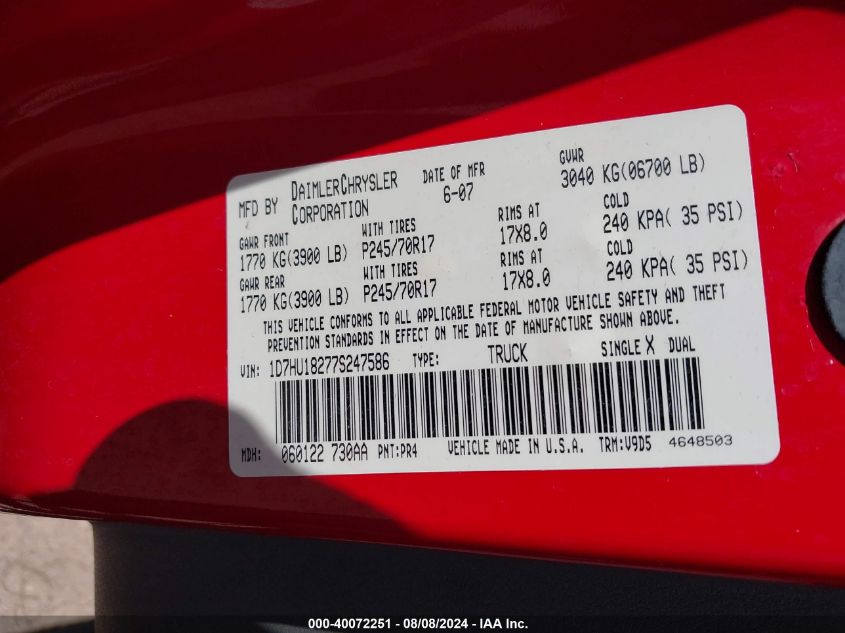 MFD BY DAIMLERCHRYSLER CORPORATION DATE OF MFR 6-07 GVWR 3040 KG(06700 LB)
GAWR FRONT WITH TIRES RIMS AT COLD
1770 KG(3900 LB) P245/70R17 17X8.0 240 KPA( 35 PSI)
GAWR REAR WITH TIRES RIMS AT COLD
1770 KG(3900 LB) P245/70R17 17X8.0 240 KPA( 35 PSI)
THIS VEHICLE CONFORMS TO ALL APPLICABLE FEDERAL MOTOR VEHICLE SAFETY AND THEFT
PREVENTION STANDARDS IN EFFECT ON THE DATE OF MANUFACTURE SHOWN ABOVE.
VIN: 1D7HU18277S247586 TYPE: TRUCK SINGLE X DUAL
MDH: 060122 730AA PNT:PR4 VEHICLE MADE IN U.S.A. TRM:V9D5 4648503
000-40072251 - 08/08/2024 - IAA Inc.